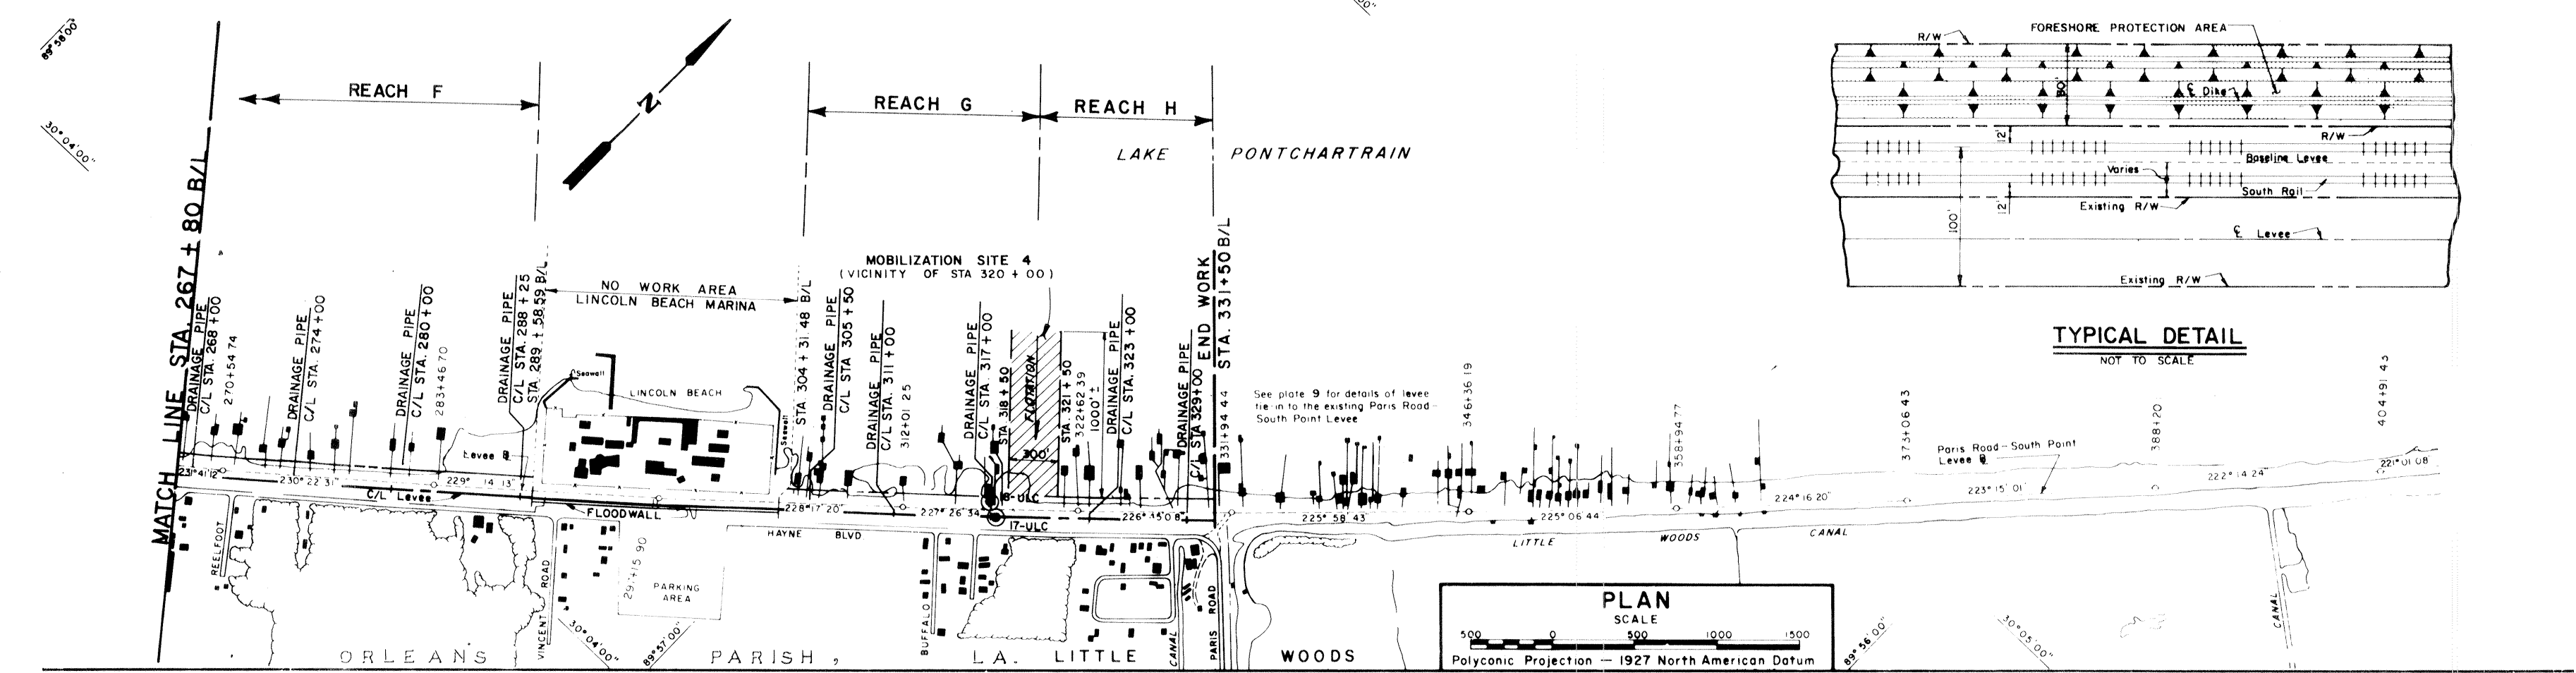 89°58'00"
30°04'00"
00"
REACH F
N
REACH G
REACH H
LAKE PONTCHARTRAIN
MATCH LINE STA. 267 + 80 B/L
DRAINAGE PIPE
C/L STA. 268+00
270+54.74
DRAINAGE PIPE
C/L STA. 274+00
DRAINAGE PIPE
C/L STA. 280+00
283+46.70
DRAINAGE PIPE
C/L STA. 288+25
STA. 289+58.59 B/L
NO WORK AREA
LINCOLN BEACH MARINA
Seawall
LINCOLN BEACH
Seawall
STA. 304+31.48 B/L
DRAINAGE PIPE
C/L STA 305+50
MOBILIZATION SITE 4
(VICINITY OF STA 320+00)
DRAINAGE PIPE
C/L STA. 311+00
312+01.25
DRAINAGE PIPE
C/L STA. 317+00
STA 318+50
FLOTATION
300'
STA. 321+50
322+62.39
1000'±
DRAINAGE PIPE
C/L STA. 323+00
DRAINAGE PIPE
C/L STA 329+00
END WORK
STA. 331+50 B/L
331+94.44
See plate 9 for details of levee
tie-in to the existing Paris Road-
South Point Levee
346+36.19
358+94.77
373+06.43
388+20
404+91.43
Paris Road-South Point
Levee ℄
231°41'12"
230°22'31"
229°14'13"
228°17'20"
227°26'34"
226°45'08"
225°58'43"
225°06'44"
224°16'20"
223°15'01"
222°14'24"
221°01'08"
Levee ℄
C/L Levee
FLOODWALL
18-ULC
17-ULC
HAYNE BLVD
LITTLE WOODS CANAL
REELFOOT
VINCENT ROAD
PARKING
AREA
BUFFALO
CANAL
PARIS ROAD
CANAL
30°04'00"
89°57'00"
ORLEANS PARISH, LA. LITTLE WOODS
PLAN
SCALE
500 0 500 1000 1500
Polyconic Projection — 1927 North American Datum
89°56'00"
30°05'00"
R/W
FORESHORE PROTECTION AREA
80'
℄ Dike
R/W
12'
Baseline Levee
Varies
South Rail
12'
Existing R/W
100'
℄ Levee
Existing R/W
TYPICAL DETAIL
NOT TO SCALE